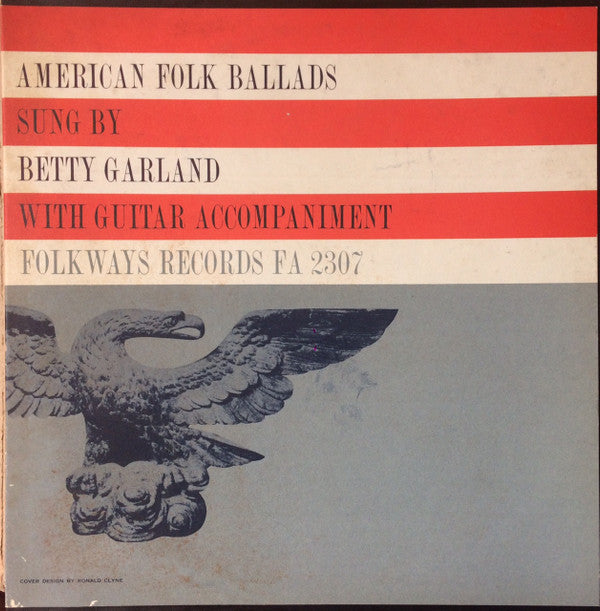 AMERICAN FOLK BALLADS
SUNG BY
BETTY GARLAND
WITH GUITAR ACCOMPANIMENT
FOLKWAYS RECORDS FA 2307
COVER DESIGN BY RONALD CLYNE